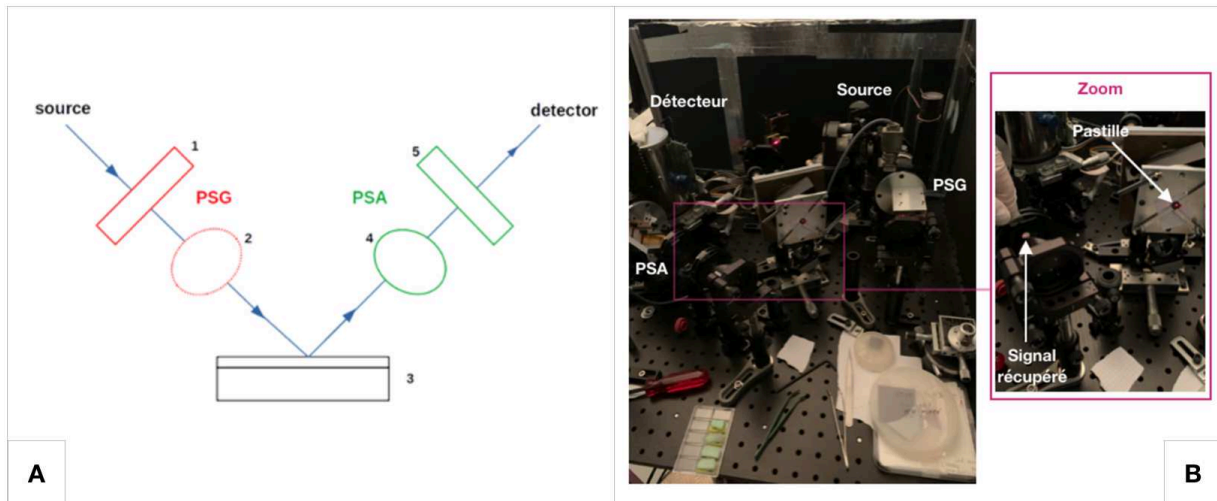 source
detector
1
5
PSG
PSA
2
4
3
A
Détecteur
Source
PSG
PSA
Zoom
Pastille
Signal
récupéré
B